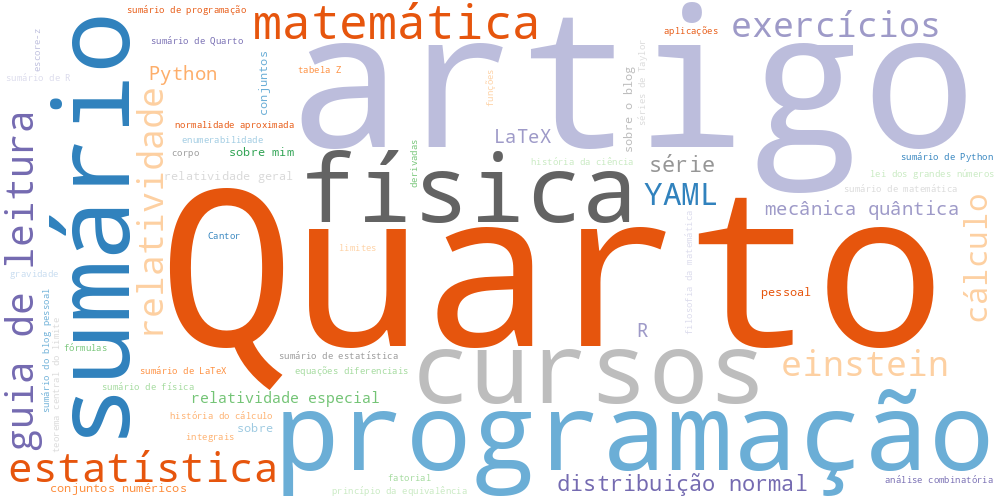 sumário de programação
matemática
artigo
exercícios
aplicações
escore-z
sumário de Quarto
sumário de R
Python
tabela Z
conjuntos
funções
sobre o blog
séries de Taylor
sumário
guia de leitura
relatividade
normalidade aproximada
enumerabilidade
LaTeX
corpo
sobre mim
derivadas
física
história da ciência
série
sumário de Python
relatividade geral
lei dos grandes números
YAML
sumário de matemática
mecânica quântica
Quarto
Cantor
limites
filosofia da matemática
cálculo
gravidade
sumário do blog pessoal
teorema central do limite
pessoal
R
fórmulas
sumário de estatística
cursos
einstein
sumário de LaTeX
equações diferenciais
sumário de física
relatividade especial
história do cálculo
sobre
programação
integrais
estatística
conjuntos numéricos
fatorial
princípio da equivalência
distribuição normal
análise combinatória